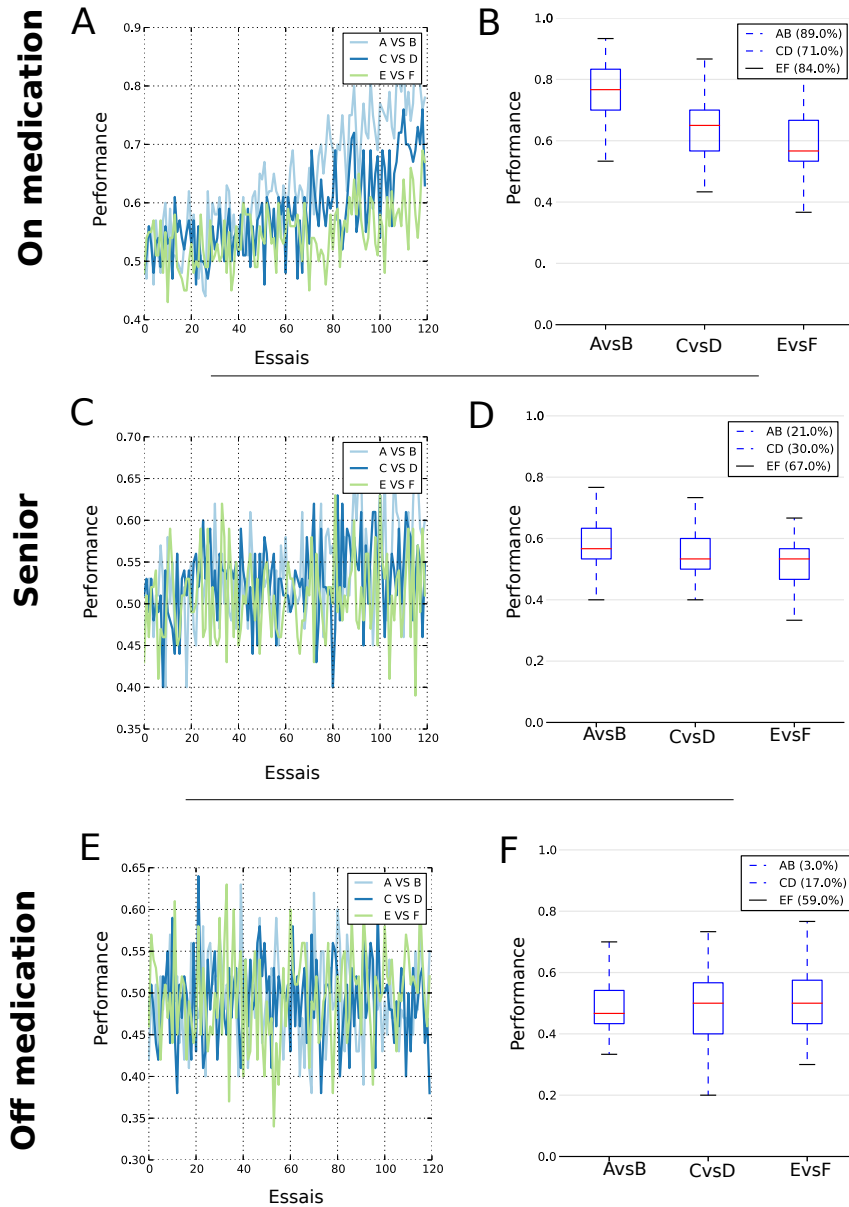 On medication
A
0.9
0.8
0.7
0.6
0.5
0.4
Performance
A VS B
C VS D
E VS F
0 20 40 60 80 100 120
Essais
B
1.0
0.8
0.6
0.4
0.
0.0
Performance
AB (89.0%)
CD (71.0%)
EF (84.0%)
AvsB CvsD EvsF
Senior
C
0.70
0.65
0.60
0.55
0.50
0.45
0.40
0.35
Performance
A VS B
C VS D
E VS F
0 20 40 60 80 100 120
Essais
D
1.0
0.8
0.6
0.4
0.2
0.0
Performance
AB (21.0%)
CD (30.0%)
EF (67.0%)
AvsB CvsD EvsF
Off medication
E
0.65
0.60
0.55
0.50
0.45
0.40
0.35
0.30
Performance
A VS B
C VS D
E VS F
0 20 40 60 80 100 120
Essais
F
1.0
0.8
0.6
0.4
0.2
0.0
Performance
AB (3.0%)
CD (17.0%)
EF (59.0%)
AvsB CvsD EvsF